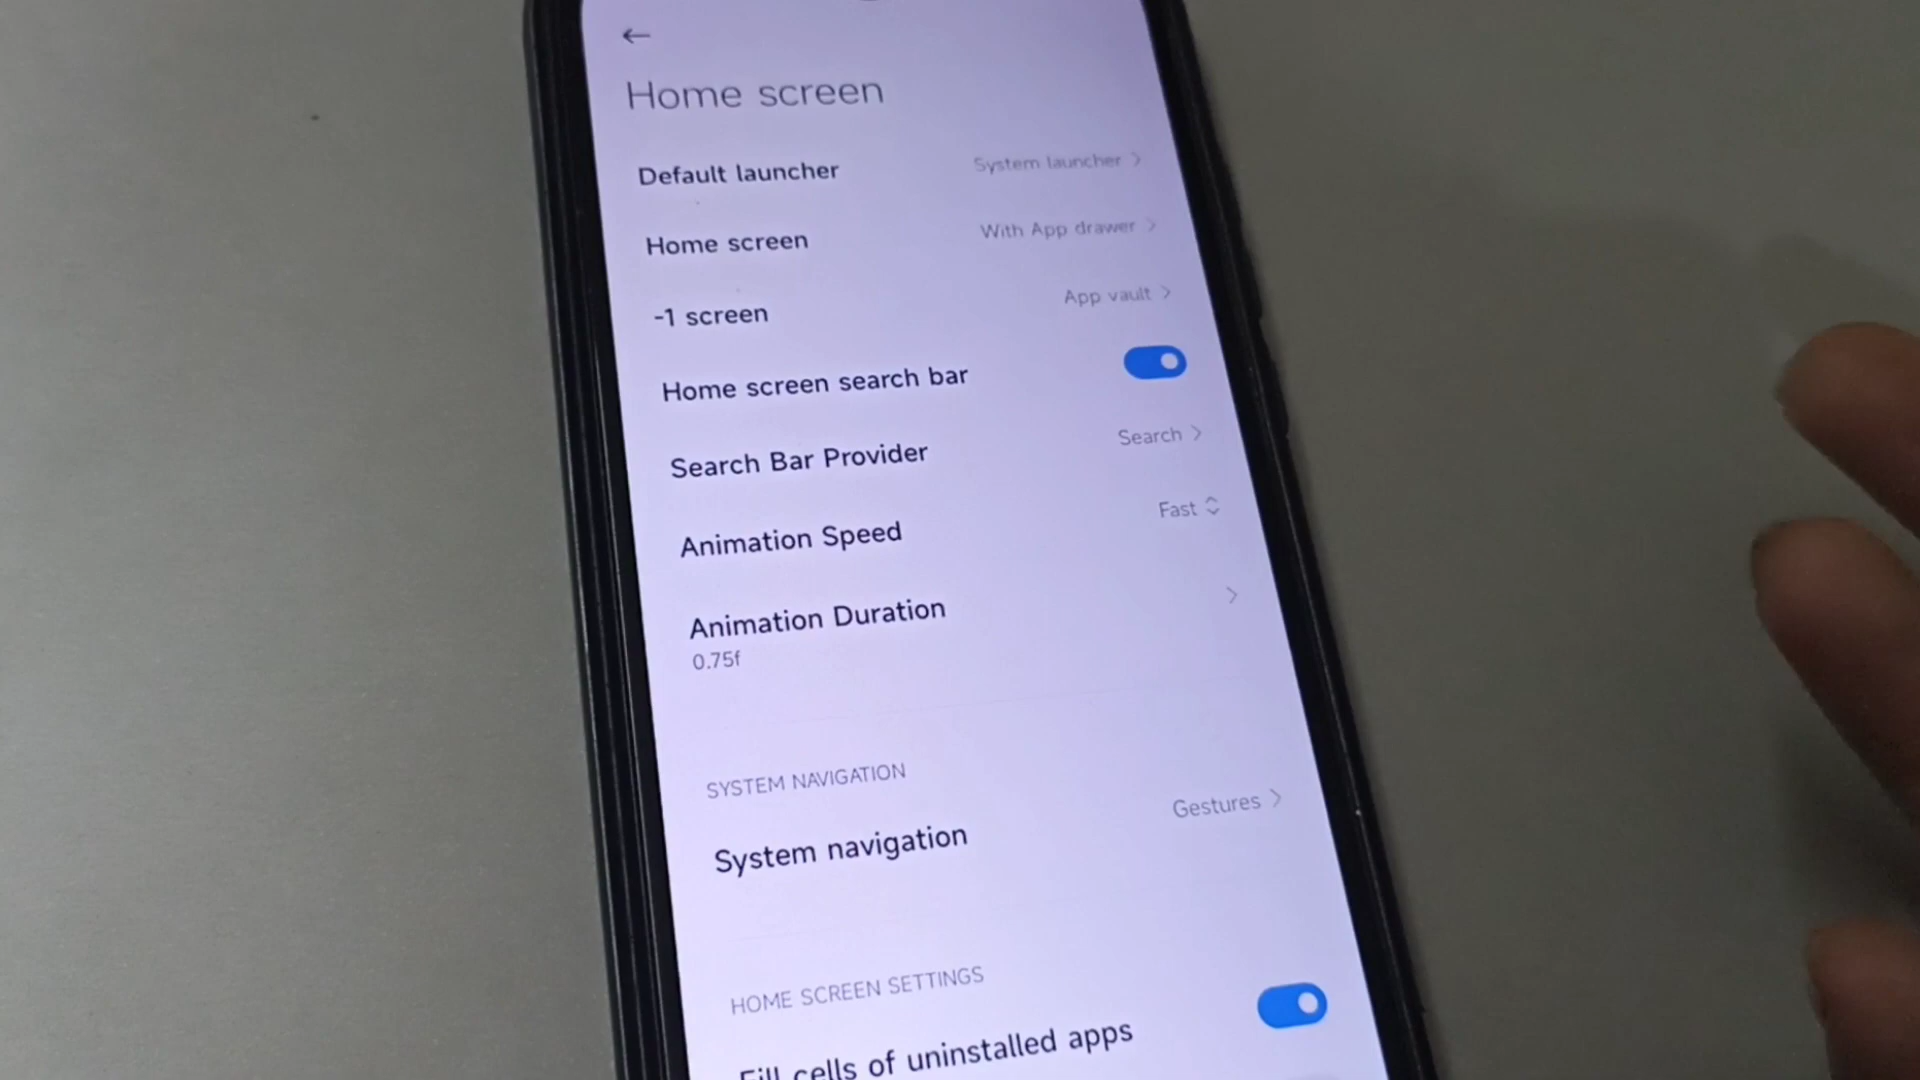 Home screen
Default launcher System launcher
Home screen With App drawer
-1 screen App vault
Home screen search bar
Search Bar Provider Search
Animation Speed Fast
Animation Duration
0.75f
SYSTEM NAVIGATION
System navigation Gestures
HOME SCREEN SETTINGS
Fill cells of uninstalled apps